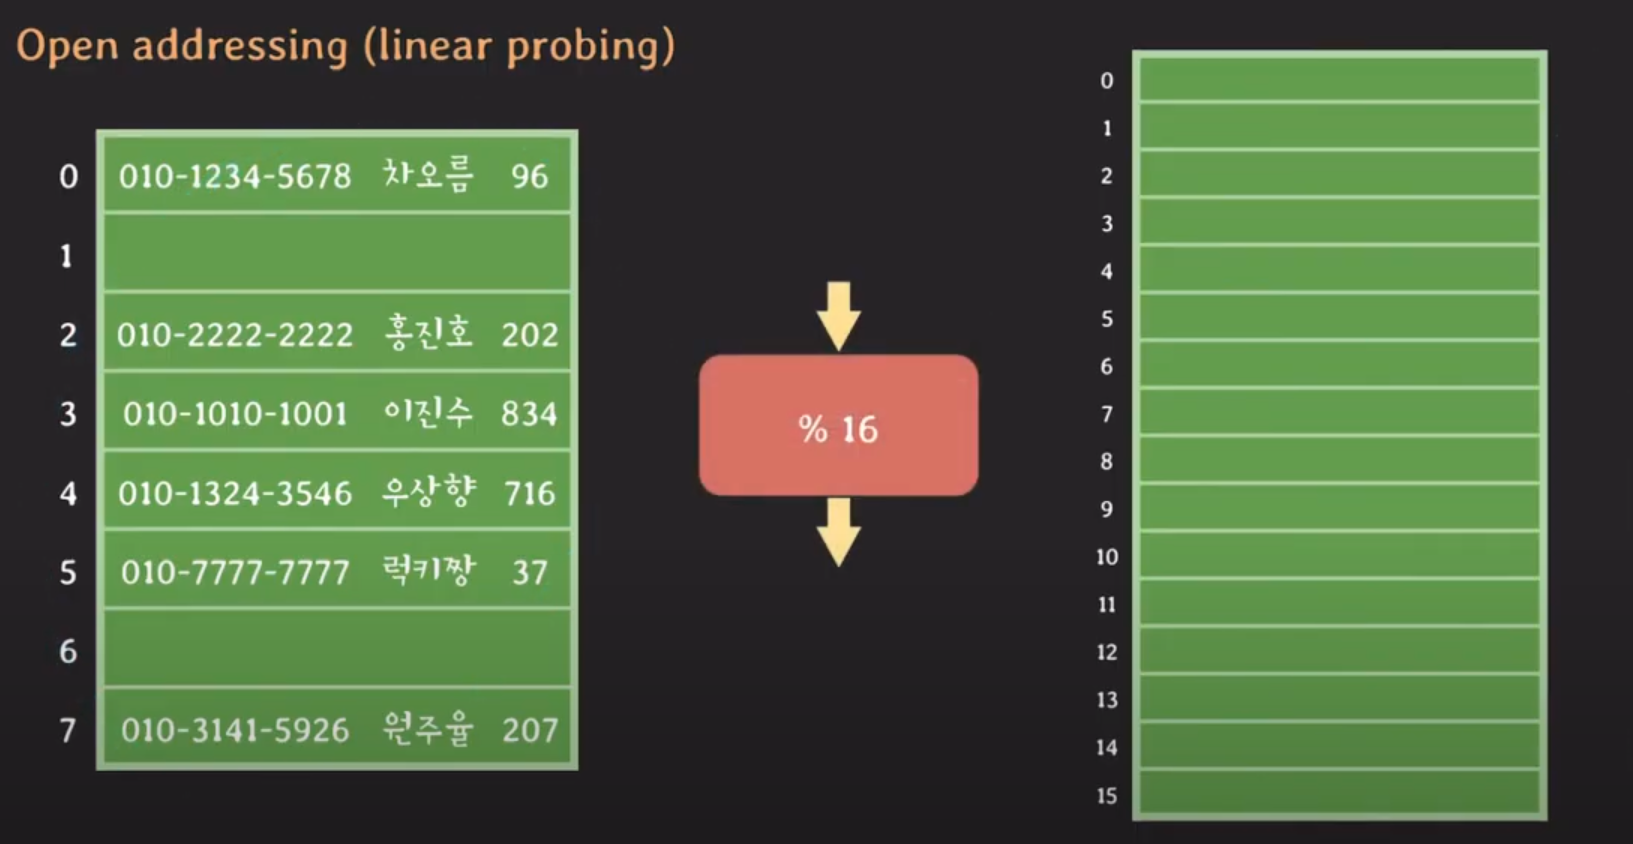 Open addressing (linear probing)
0 010-1234-5678 차오름 96
1
2 010-2222-2222 홍진호 202
3 010-1010-1001 이진수 834
4 010-1324-3546 우상향 716
5 010-7777-7777 럭키짱 37
6
7 010-3141-5926 원주율 207
% 16
0
1
2
3
4
5
6
7
8
9
10
11
12
13
14
15